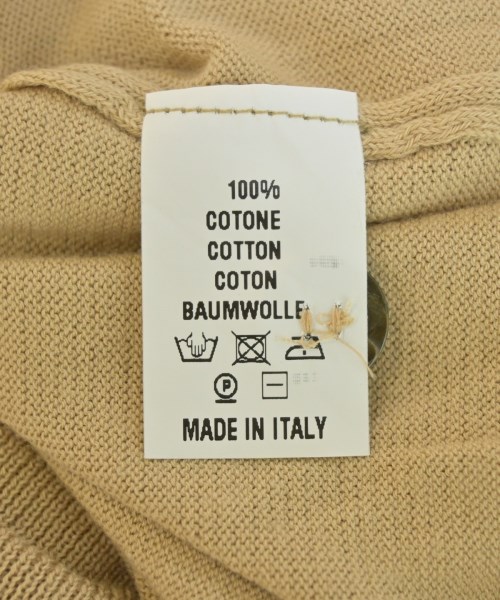 100%
COTONE
COTTON
COTON
BAUMWOLLE
P
MADE IN ITALY